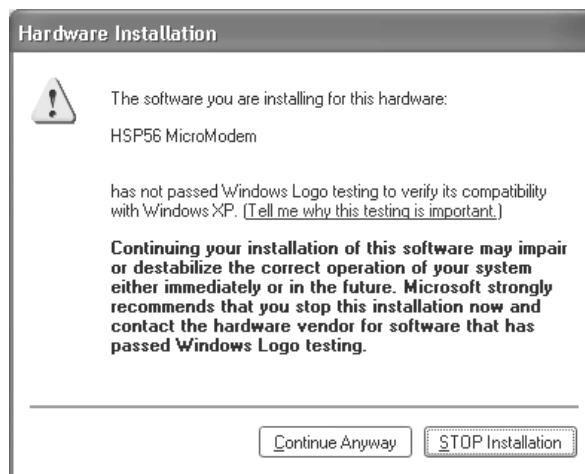 Hardware Installation
The software you are installing for this hardware:
HSP56 MicroModem
has not passed Windows Logo testing to verify its compatibility
with Windows XP. (Tell me why this testing is important.)
Continuing your installation of this software may impair
or destabilize the correct operation of your system
either immediately or in the future. Microsoft strongly
recommends that you stop this installation now and
contact the hardware vendor for software that has
passed Windows Logo testing.
Continue Anyway
STOP Installation